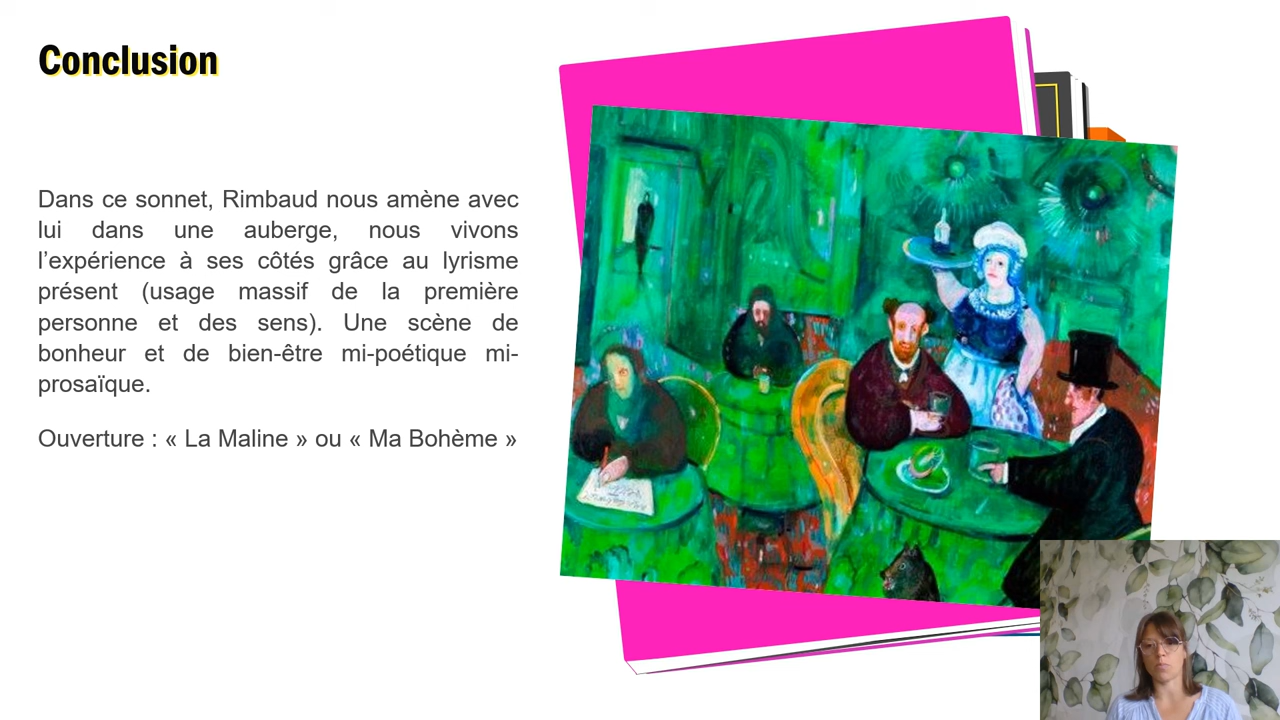 Conclusion
Dans ce sonnet, Rimbaud nous amène avec
lui dans une auberge, nous vivons
l’expérience à ses côtés grâce au lyrisme
présent (usage massif de la première
personne et des sens). Une scène de
bonheur et de bien-être mi-poétique mi-
prosaïque.
Ouverture : « La Maline » ou « Ma Bohème »